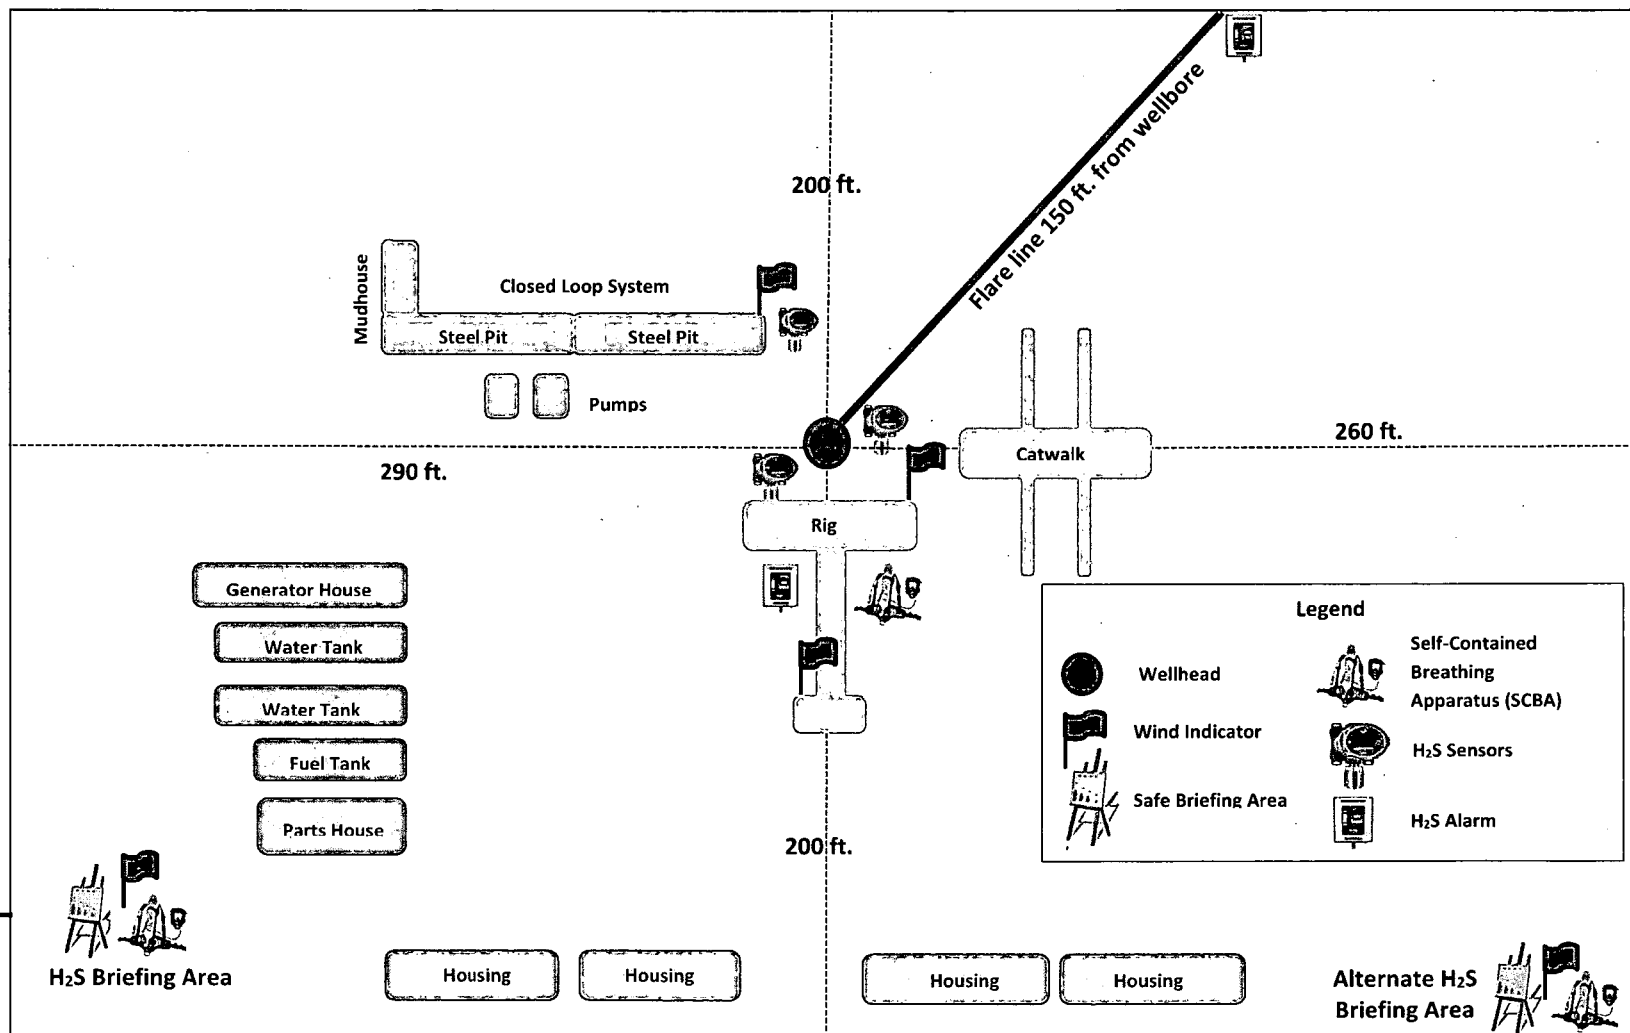 200 ft.
Flare line 150 ft. from wellbore
Mudhouse
Closed Loop System
Steel Pit
Steel Pit
Pumps
290 ft.
260 ft.
Catwalk
Rig
Generator House
Water Tank
Water Tank
Fuel Tank
Parts House
200 ft.
Legend
Wellhead
Wind Indicator
Safe Briefing Area
Self-Contained
Breathing
Apparatus (SCBA)
H₂S Sensors
H₂S Alarm
H₂S Briefing Area
Housing
Housing
Housing
Housing
Alternate H₂S
Briefing Area